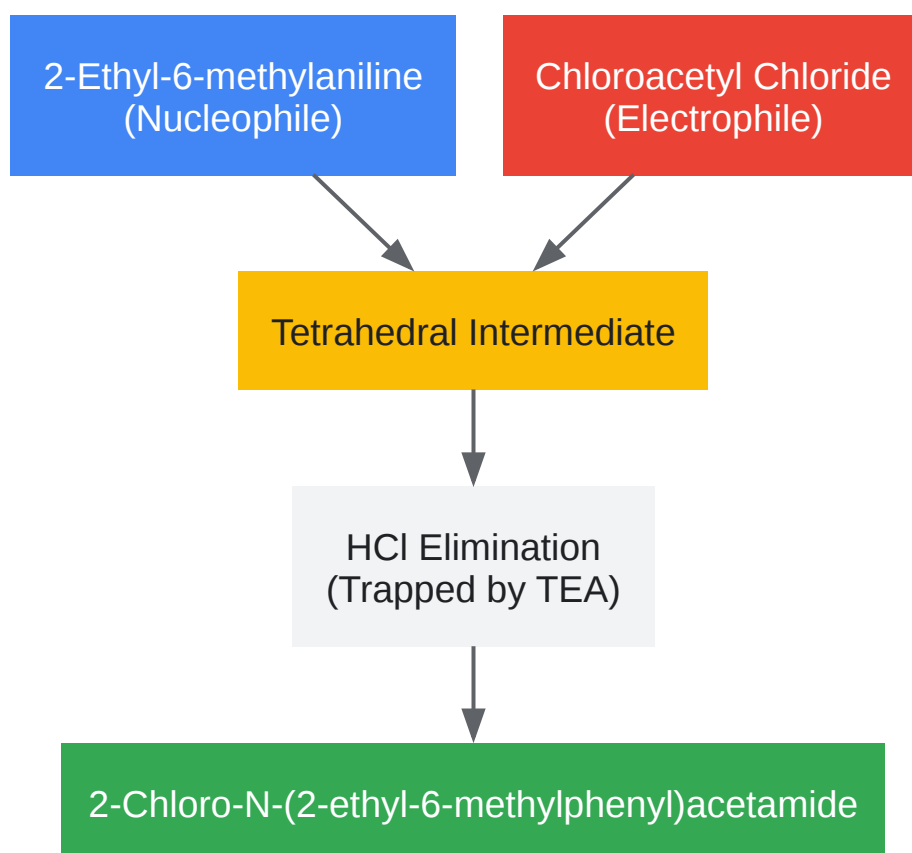 2-Ethyl-6-methylaniline
(Nucleophile)
Chloroacetyl Chloride
(Electrophile)
Tetrahedral Intermediate
HCl Elimination
(Trapped by TEA)
2-Chloro-N-(2-ethyl-6-methylphenyl)acetamide